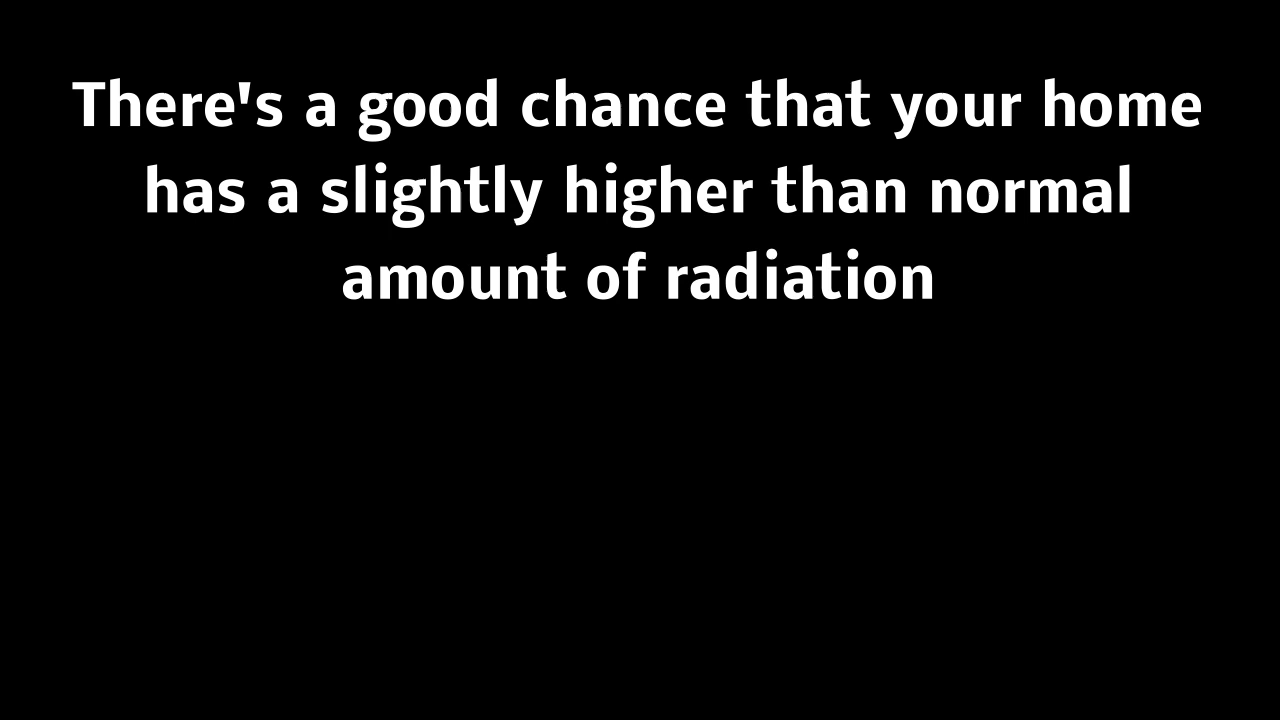 There's a good chance that your home
has a slightly higher than normal
amount of radiation